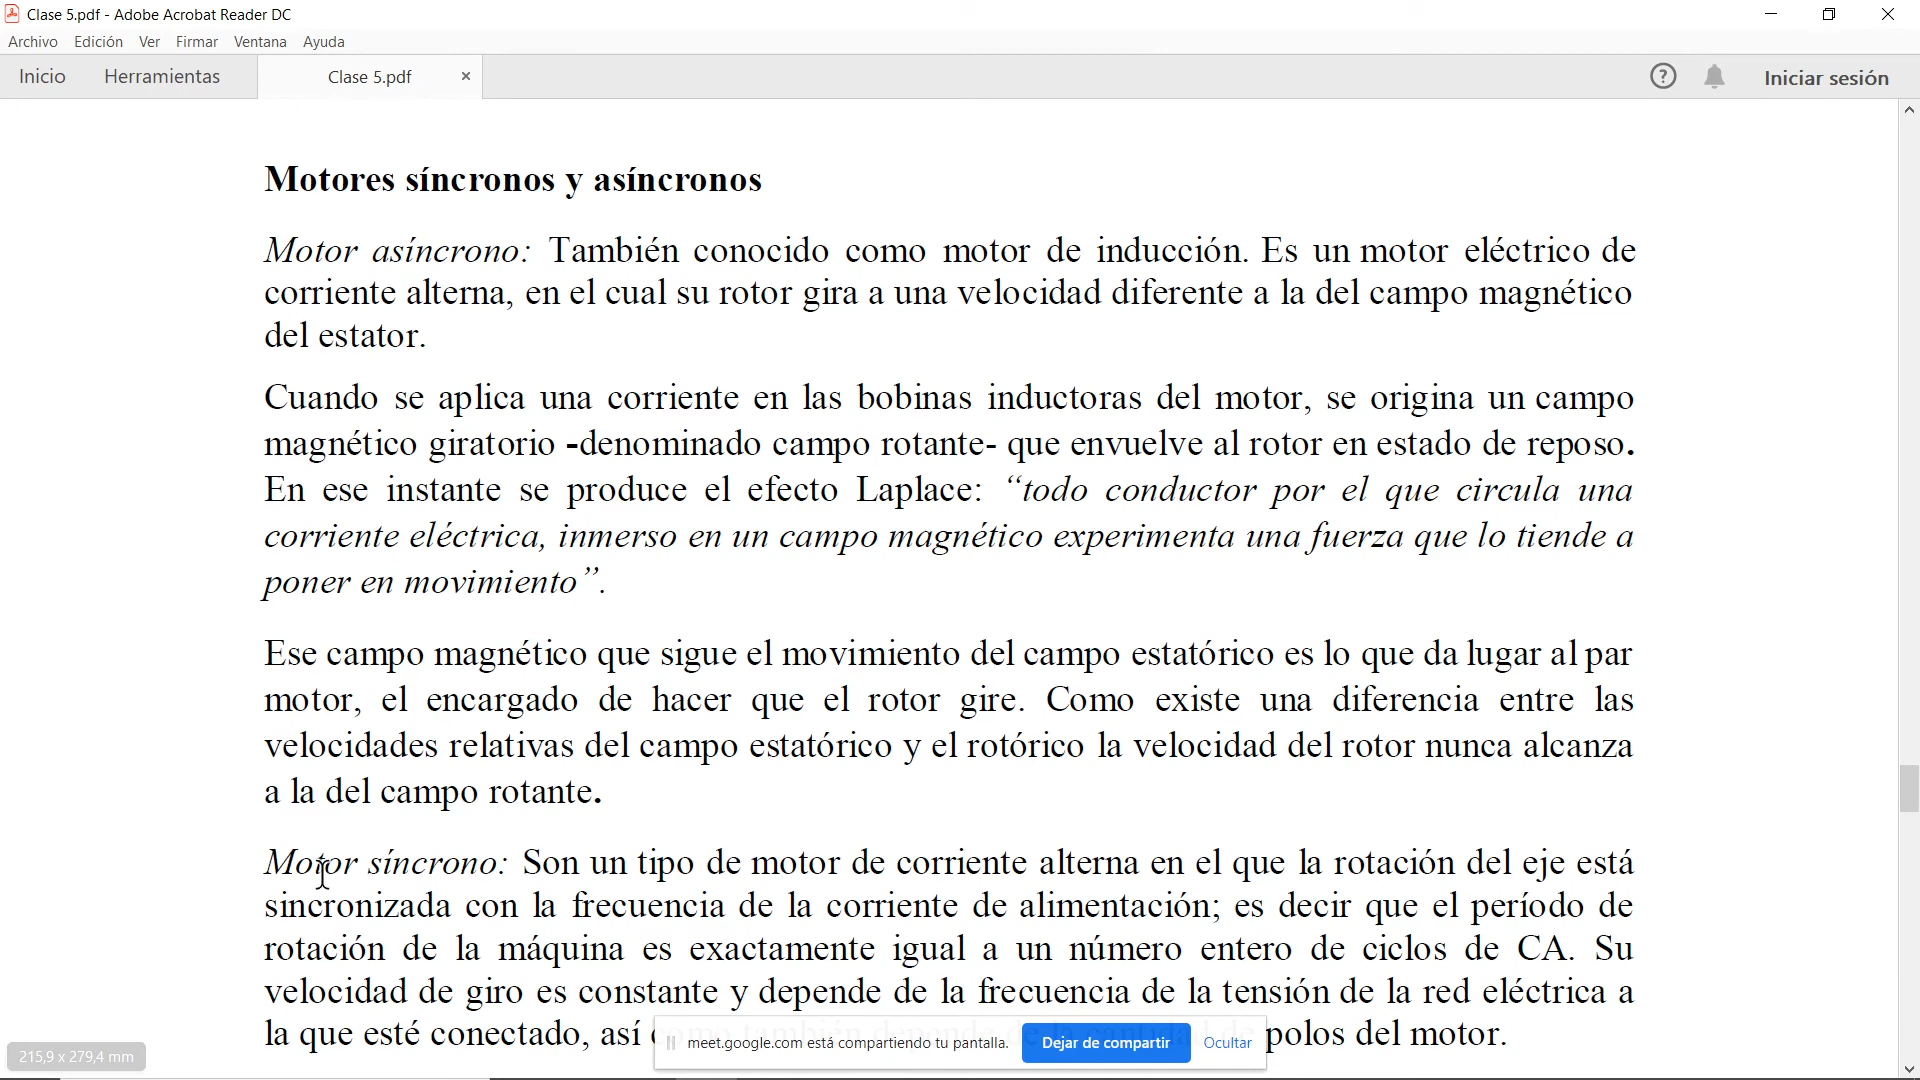 Clase 5.pdf - Adobe Acrobat Reader DC
Archivo Edición Ver Firmar Ventana Ayuda
Inicio Herramientas Clase 5.pdf × ? Iniciar sesión
Motores síncronos y asíncronos
Motor asíncrono: También conocido como motor de inducción. Es un motor eléctrico de
corriente alterna, en el cual su rotor gira a una velocidad diferente a la del campo magnético
del estator.
Cuando se aplica una corriente en las bobinas inductoras del motor, se origina un campo
magnético giratorio -denominado campo rotante- que envuelve al rotor en estado de reposo.
En ese instante se produce el efecto Laplace: “todo conductor por el que circula una
corriente eléctrica, inmerso en un campo magnético experimenta una fuerza que lo tiende a
poner en movimiento”.
Ese campo magnético que sigue el movimiento del campo estatórico es lo que da lugar al par
motor, el encargado de hacer que el rotor gire. Como existe una diferencia entre las
velocidades relativas del campo estatórico y el rotórico la velocidad del rotor nunca alcanza
a la del campo rotante.
Motor síncrono: Son un tipo de motor de corriente alterna en el que la rotación del eje está
sincronizada con la frecuencia de la corriente de alimentación; es decir que el período de
rotación de la máquina es exactamente igual a un número entero de ciclos de CA. Su
velocidad de giro es constante y depende de la frecuencia de la tensión de la red eléctrica a
la que esté conectado, así como también depende de la cantidad de polos del motor.
meet.google.com está compartiendo tu pantalla. Dejar de compartir Ocultar
215,9 x 279,4 mm